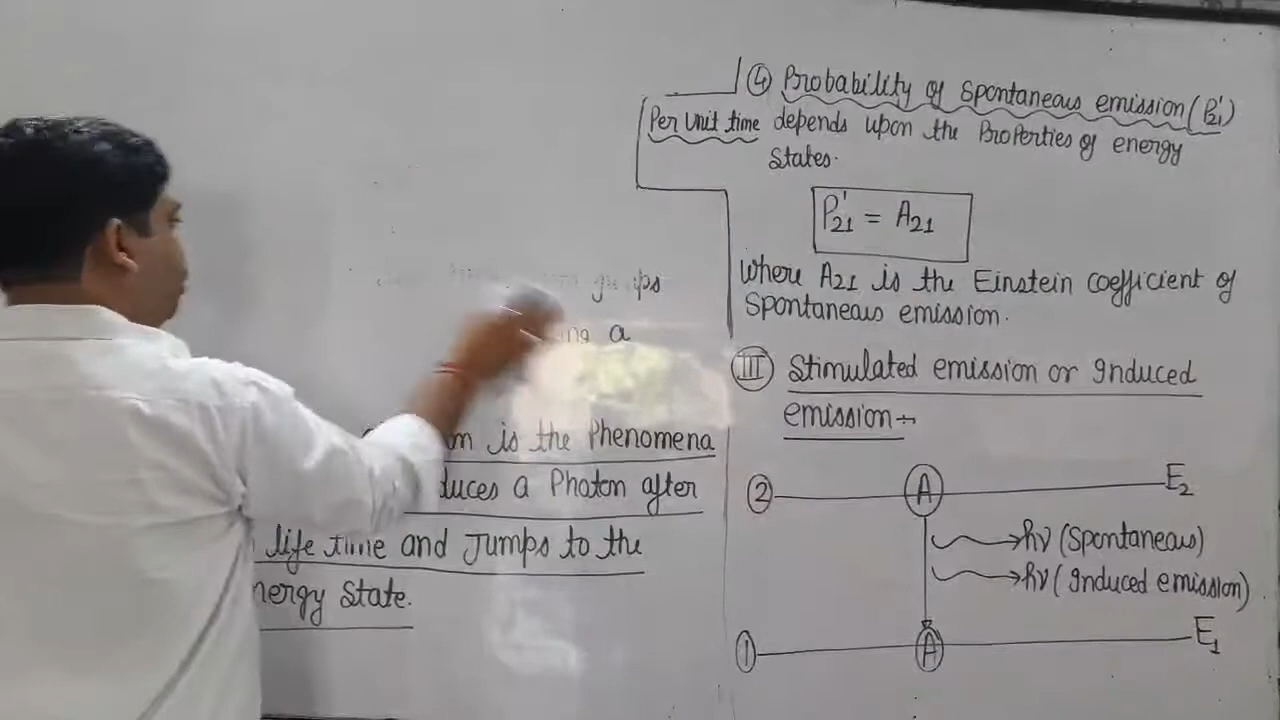 ps
ng a
is the Phenomena
duces a Photon after
life time and Jumps to the
nergy State.
④ Probability of Spontaneous emission (P'21)
Per Unit time depends upon the Properties of energy
States.
P'21 = A21
where A21 is the Einstein coefficient of
Spontaneous emission.
III Stimulated emission or Induced
emission →
② A E2
hν (Spontaneous)
hν (Induced emission)
① A E1